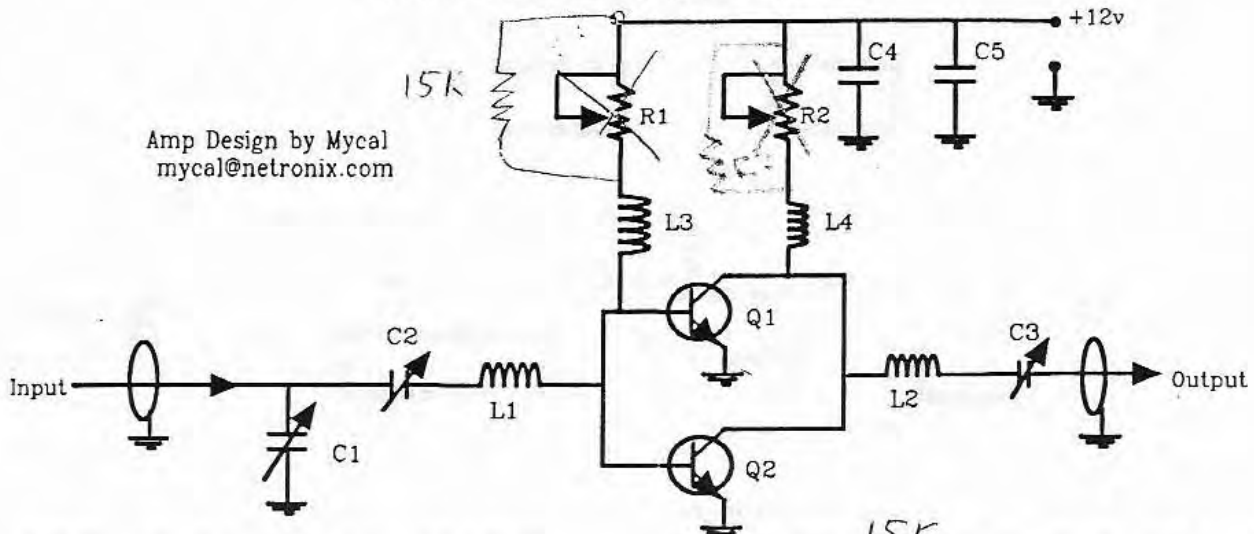 +12v
C4
C5
15K
R1
R2
Amp Design by Mycal
mycal@netronix.com
L3
L4
Q1
C2
C3
Input
L1
L2
Output
C1
Q2
15K